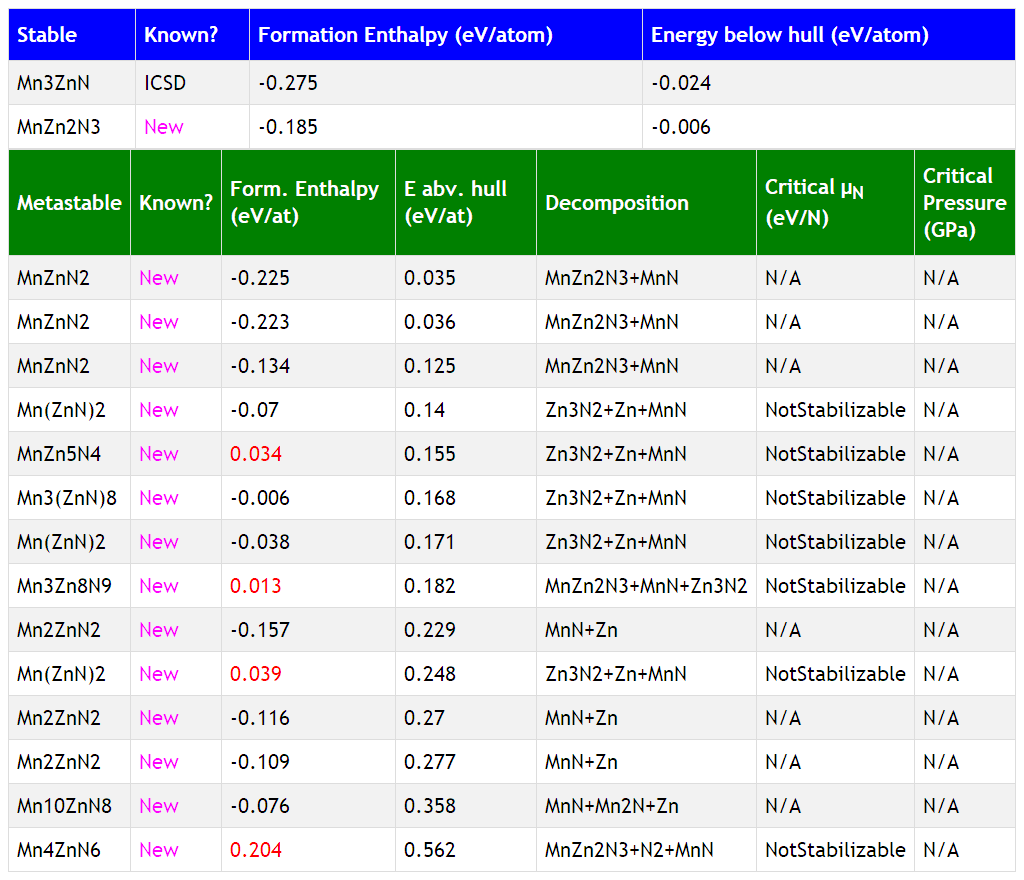 Stable Known? Formation Enthalpy (eV/atom) Energy below hull (eV/atom)
Mn3ZnN ICSD -0.275 -0.024
MnZn2N3 New -0.185 -0.006
Metastable Known? Form. Enthalpy (eV/at) E abv. hull (eV/at) Decomposition Critical μN (eV/N) Critical Pressure (GPa)
MnZnN2 New -0.225 0.035 MnZn2N3+MnN N/A N/A
MnZnN2 New -0.223 0.036 MnZn2N3+MnN N/A N/A
MnZnN2 New -0.134 0.125 MnZn2N3+MnN N/A N/A
Mn(ZnN)2 New -0.07 0.14 Zn3N2+Zn+MnN NotStabilizable N/A
MnZn5N4 New 0.034 0.155 Zn3N2+Zn+MnN NotStabilizable N/A
Mn3(ZnN)8 New -0.006 0.168 Zn3N2+Zn+MnN NotStabilizable N/A
Mn(ZnN)2 New -0.038 0.171 Zn3N2+Zn+MnN NotStabilizable N/A
Mn3Zn8N9 New 0.013 0.182 MnZn2N3+MnN+Zn3N2 NotStabilizable N/A
Mn2ZnN2 New -0.157 0.229 MnN+Zn N/A N/A
Mn(ZnN)2 New 0.039 0.248 Zn3N2+Zn+MnN NotStabilizable N/A
Mn2ZnN2 New -0.116 0.27 MnN+Zn N/A N/A
Mn2ZnN2 New -0.109 0.277 MnN+Zn N/A N/A
Mn10ZnN8 New -0.076 0.358 MnN+Mn2N+Zn N/A N/A
Mn4ZnN6 New 0.204 0.562 MnZn2N3+N2+MnN NotStabilizable N/A